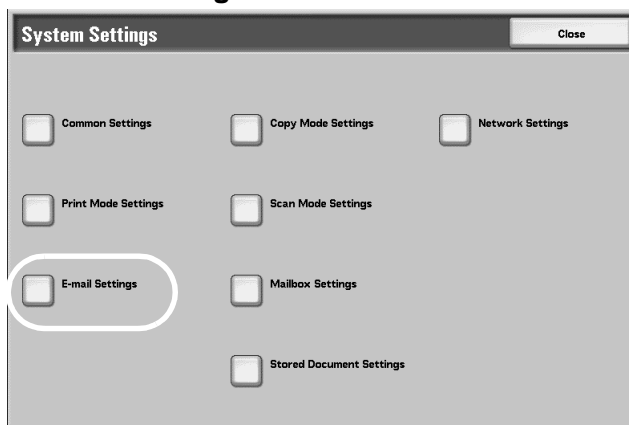 System Settings
Close
Common Settings
Copy Mode Settings
Network Settings
Print Mode Settings
Scan Mode Settings
E-mail Settings
Mailbox Settings
Stored Document Settings